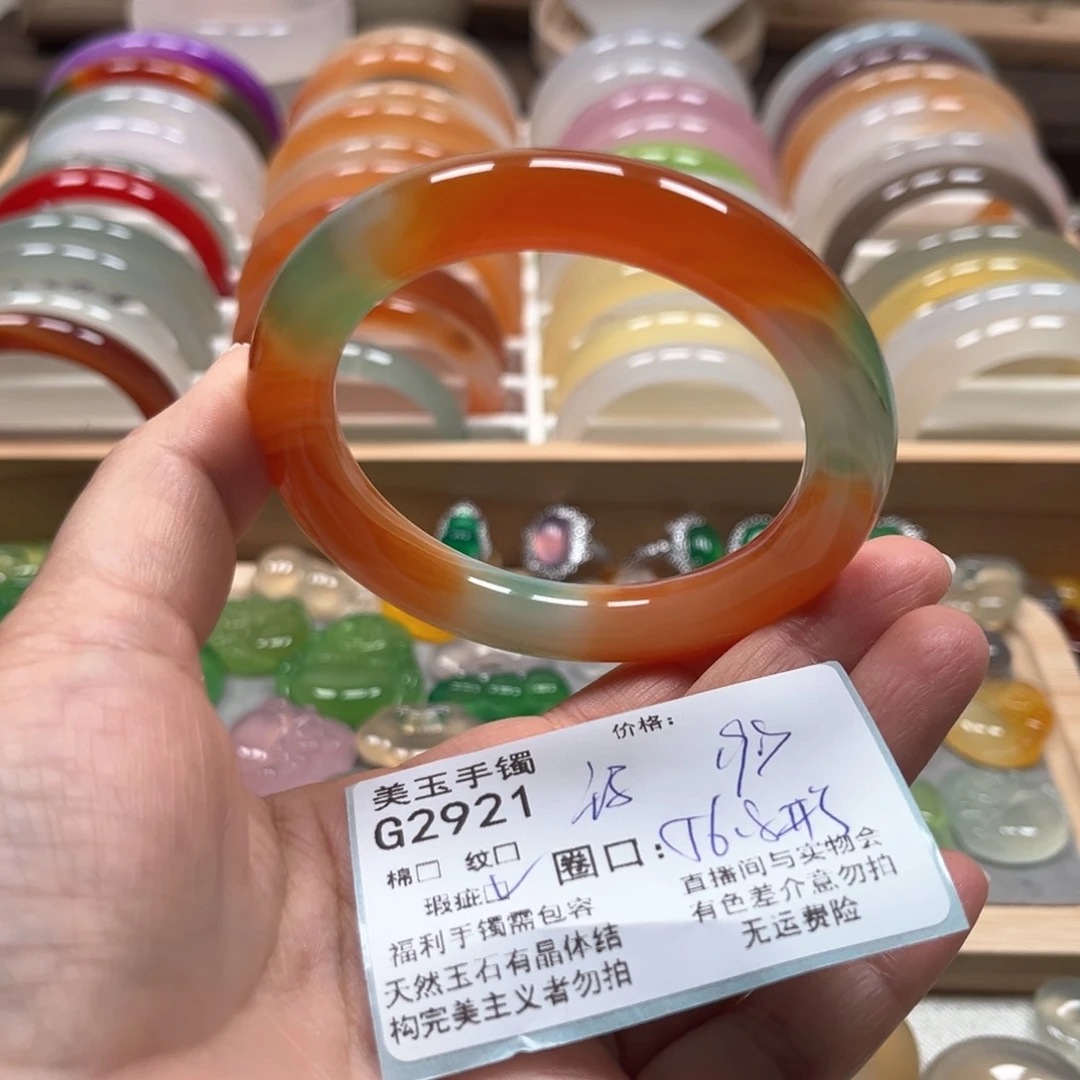 价格:
美玉手镯
G2921
棉□ 纹□ 圈口:
瑕疵□
福利手镯需包容
天然玉石有晶体结
构完美主义者勿拍
直播间与实物会
有色差介意勿拍
无运费险